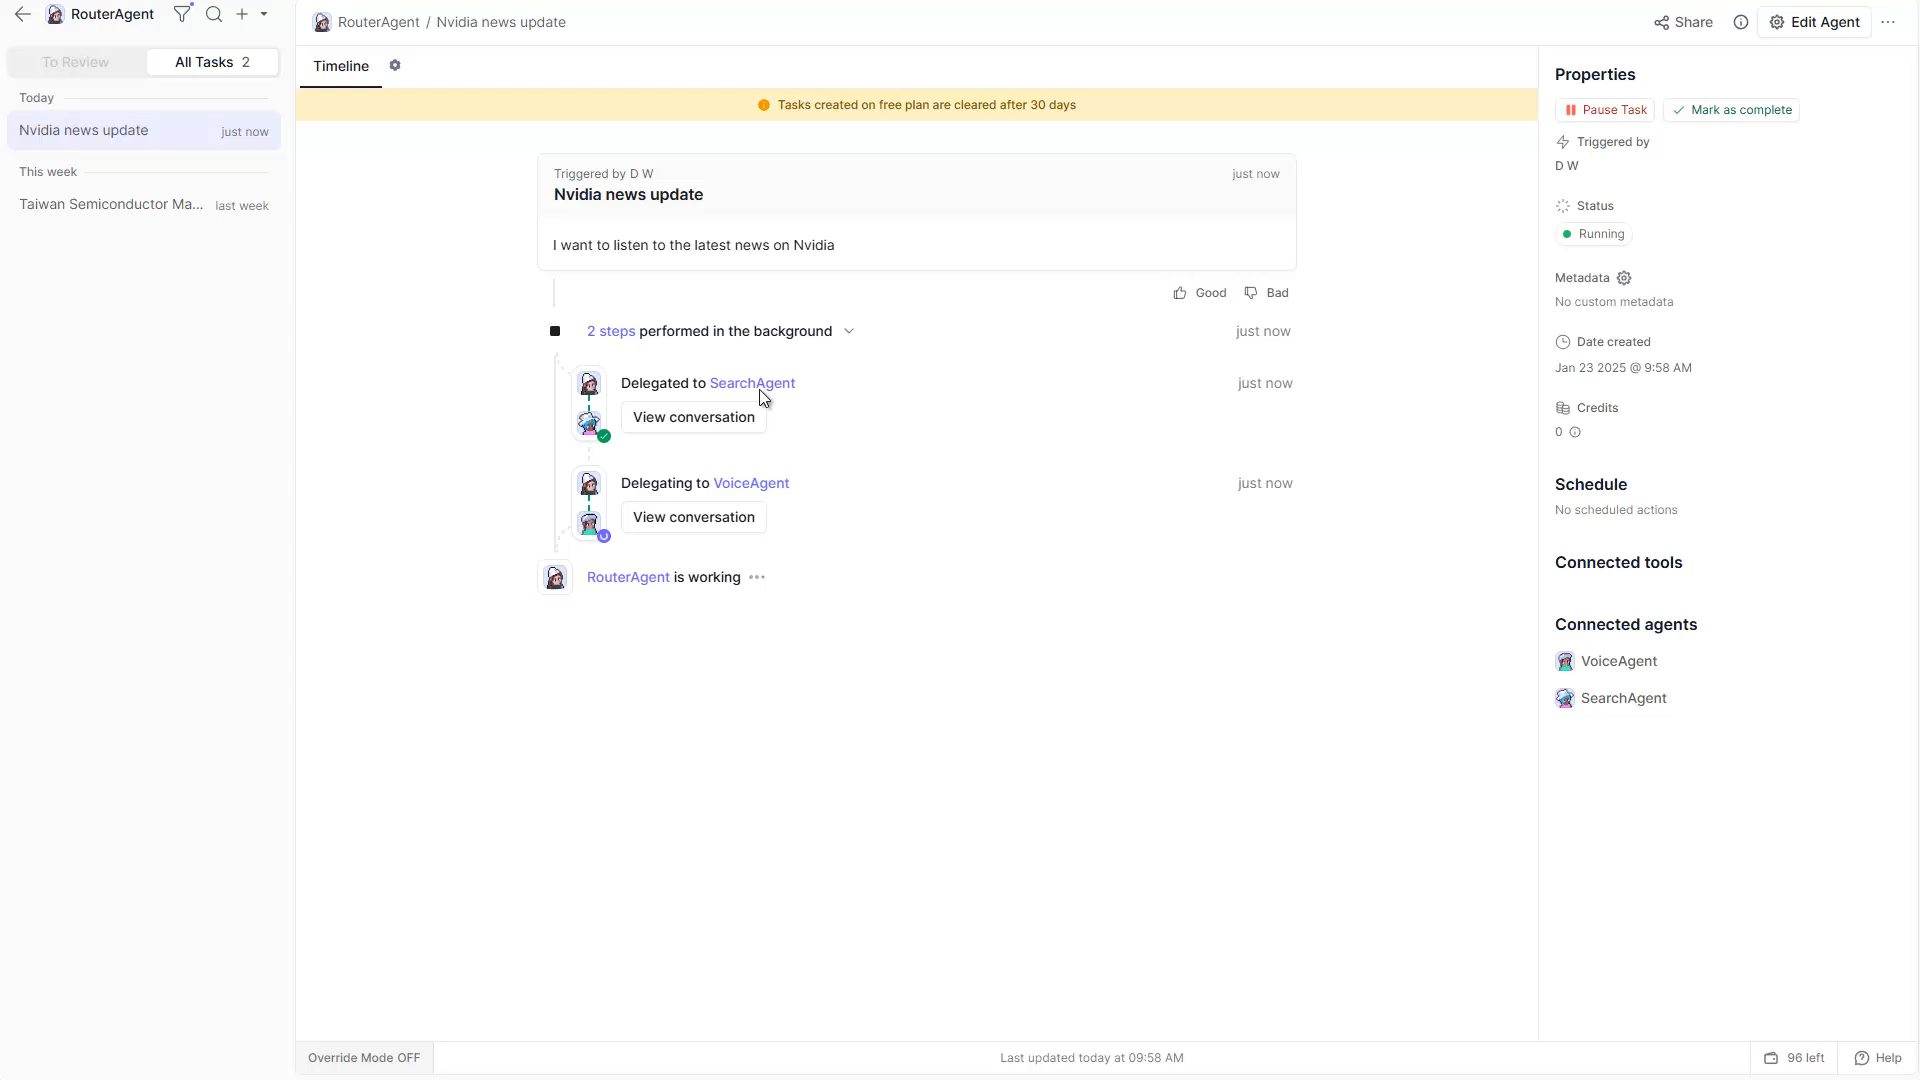 RouterAgent
To Review
All Tasks 2
Today
Nvidia news update just now
This week
Taiwan Semiconductor Ma... last week
RouterAgent / Nvidia news update
Share
Edit Agent
Timeline
Tasks created on free plan are cleared after 30 days
Triggered by D W just now
Nvidia news update
I want to listen to the latest news on Nvidia
Good Bad
2 steps performed in the background just now
Delegated to SearchAgent just now
View conversation
Delegating to VoiceAgent just now
View conversation
RouterAgent is working
Properties
Pause Task Mark as complete
Triggered by
D W
Status
Running
Metadata
No custom metadata
Date created
Jan 23 2025 @ 9:58 AM
Credits
0
Schedule
No scheduled actions
Connected tools
Connected agents
VoiceAgent
SearchAgent
Override Mode OFF
Last updated today at 09:58 AM
96 left
Help